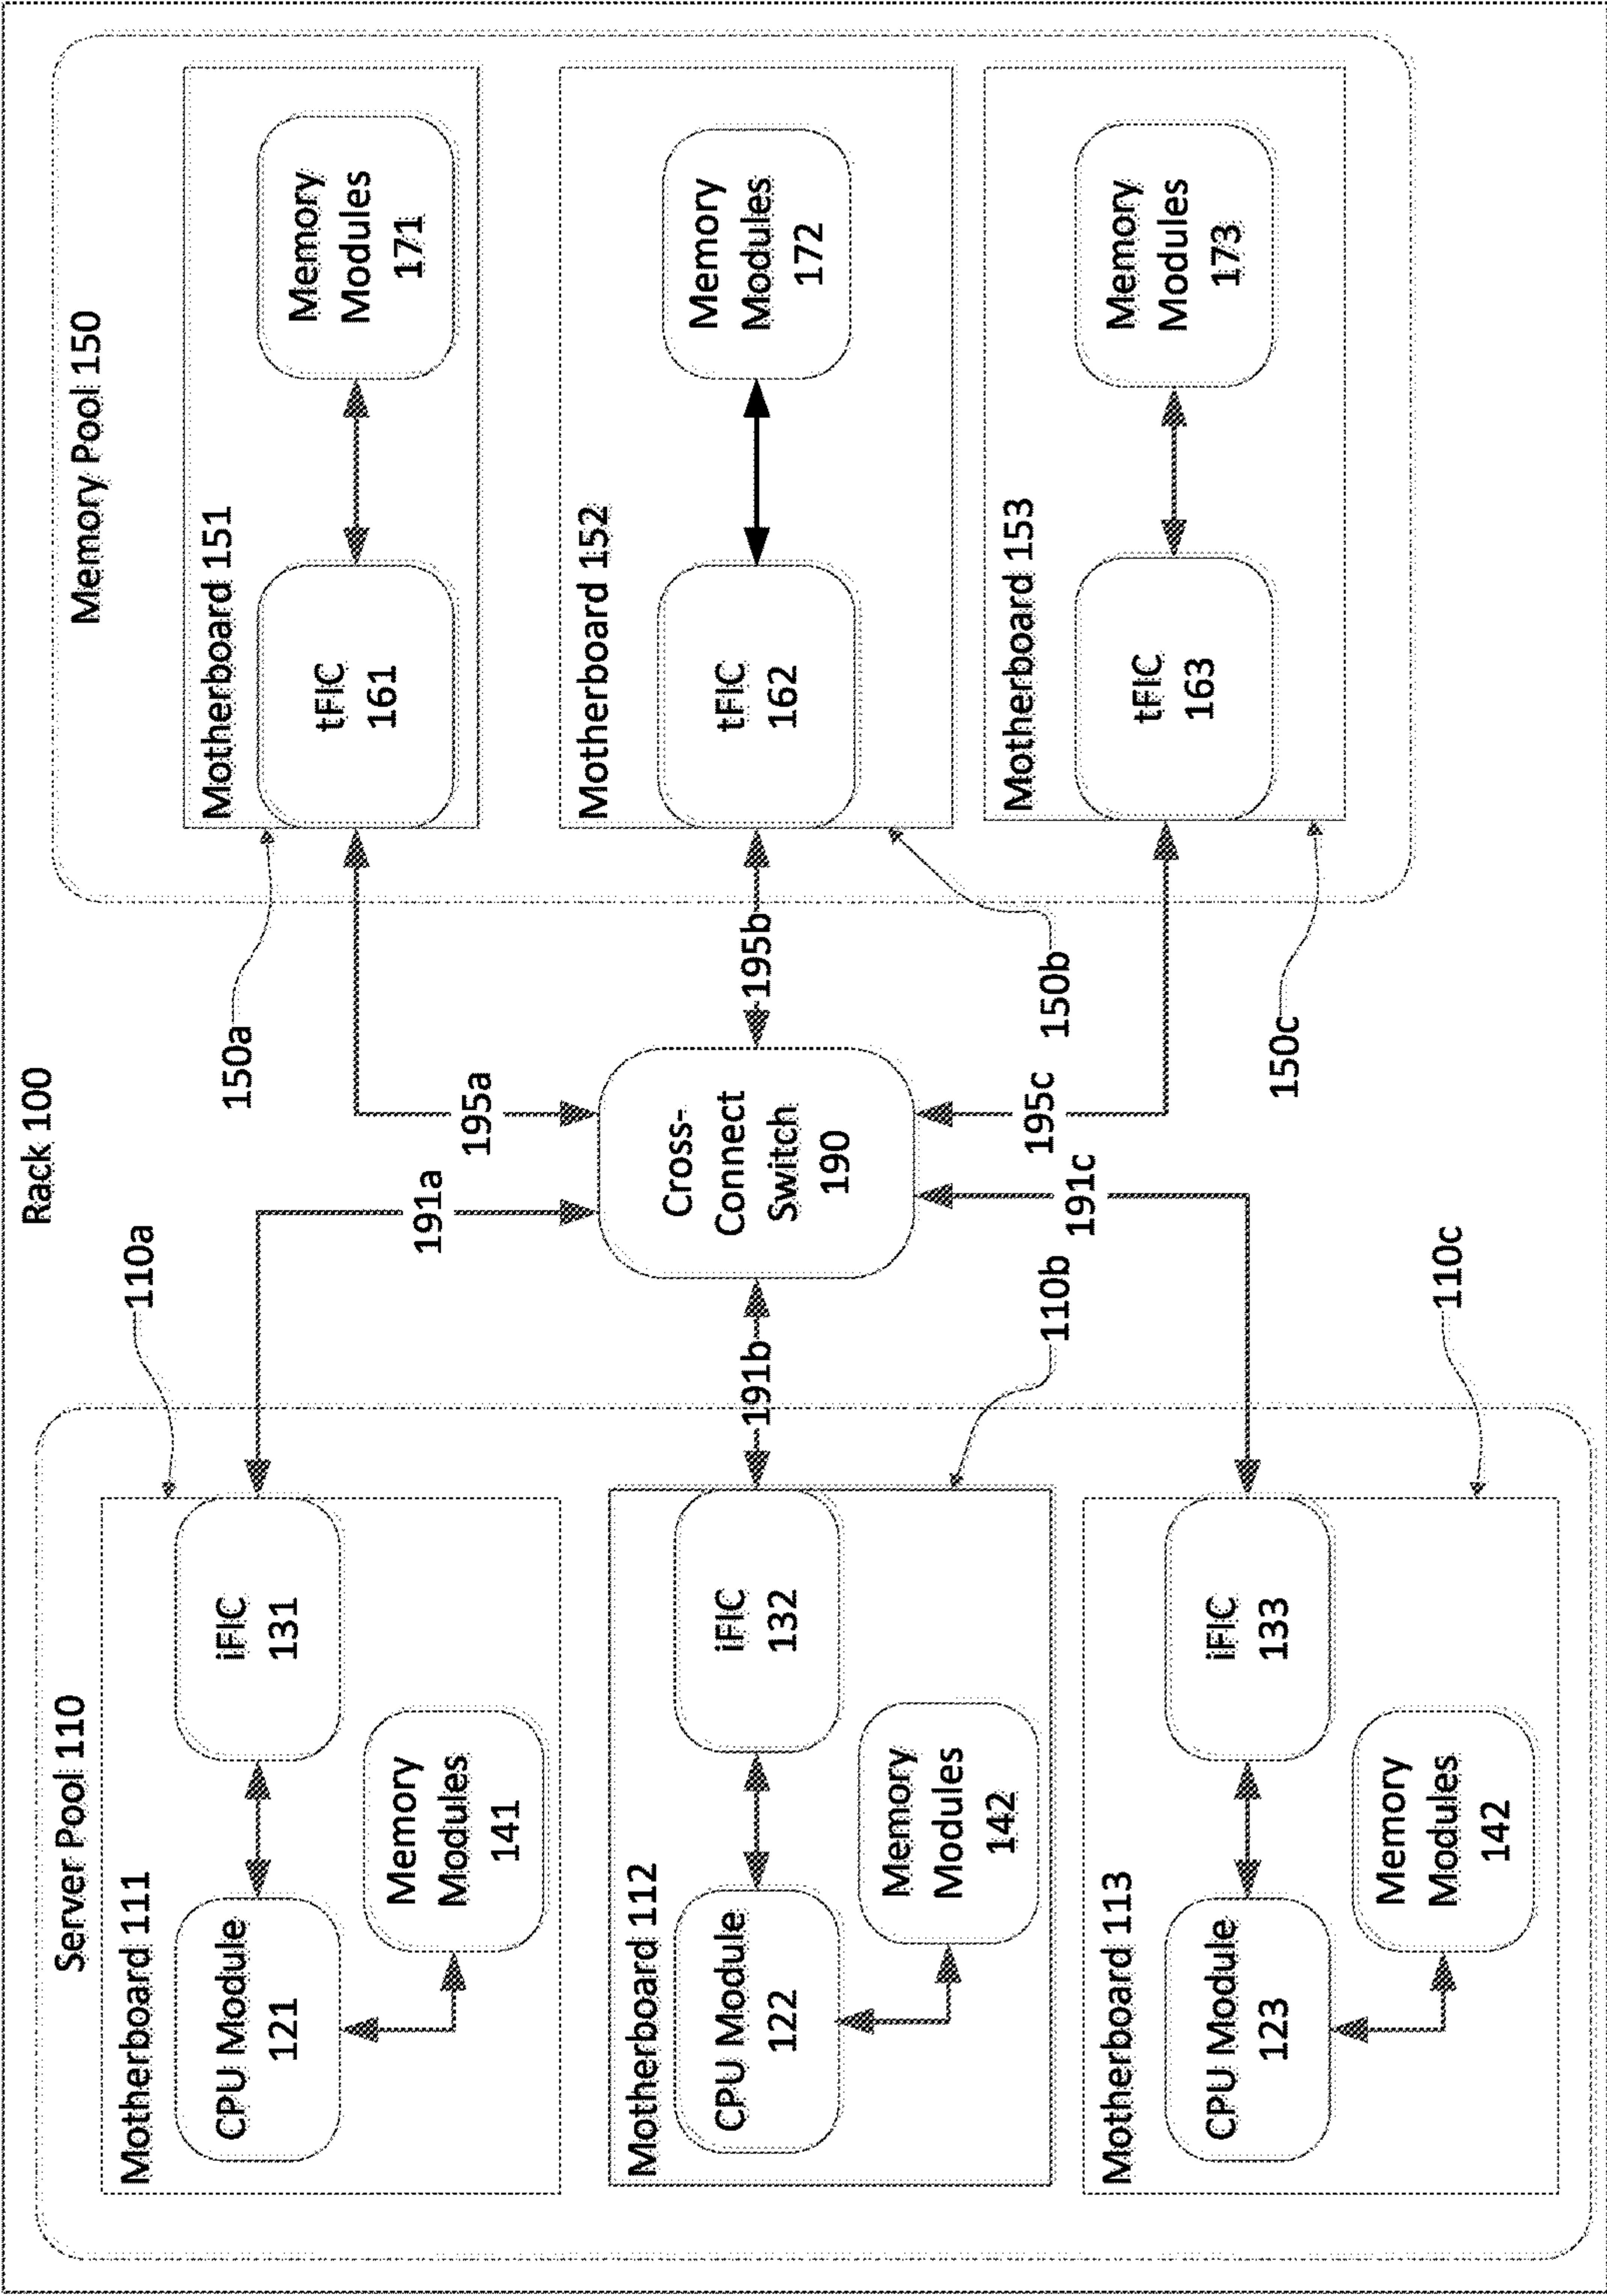 Rack 100
Server Pool 110
Motherboard 111
CPU Module
121
iFIC
131
Memory
Modules
141
110a
Motherboard 112
CPU Module
122
iFIC
132
Memory
Modules
142
110b
Motherboard 113
CPU Module
123
iFIC
133
Memory
Modules
142
110c
191a
191b
191c
Cross-
Connect
Switch
190
195a
195b
195c
Memory Pool 150
150a
Motherboard 151
tFIC
161
Memory
Modules
171
150b
Motherboard 152
tFIC
162
Memory
Modules
172
150c
Motherboard 153
tFIC
163
Memory
Modules
173